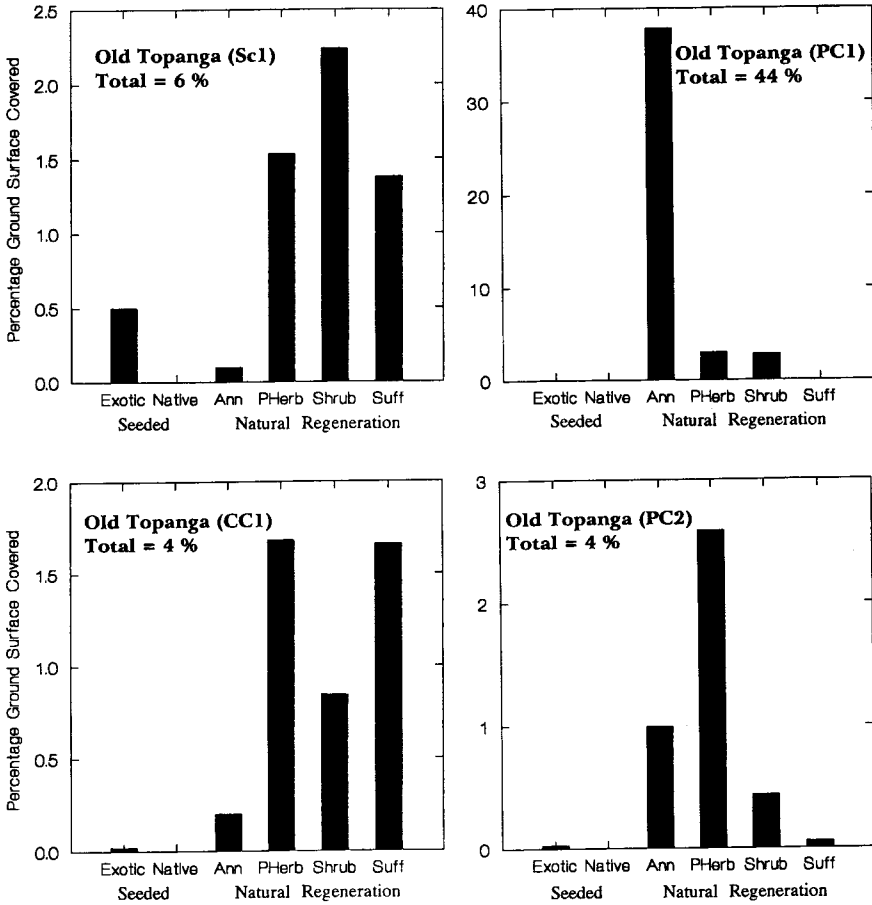 Percentage Ground Surface Covered
2.5
2.0
1.5
1.0
0.5
0.0
Old Topanga (Sc1)
Total = 6 %
Exotic Native Ann PHerb Shrub Suff
Seeded Natural Regeneration
40
30
20
10
0
Old Topanga (PC1)
Total = 44 %
Exotic Native Ann PHerb Shrub Suff
Seeded Natural Regeneration
Percentage Ground Surface Covered
2.0
1.5
1.0
0.5
0.0
Old Topanga (CC1)
Total = 4 %
Exotic Native Ann PHerb Shrub Suff
Seeded Natural Regeneration
3
2
1
0
Old Topanga (PC2)
Total = 4 %
Exotic Native Ann PHerb Shrub Suff
Seeded Natural Regeneration